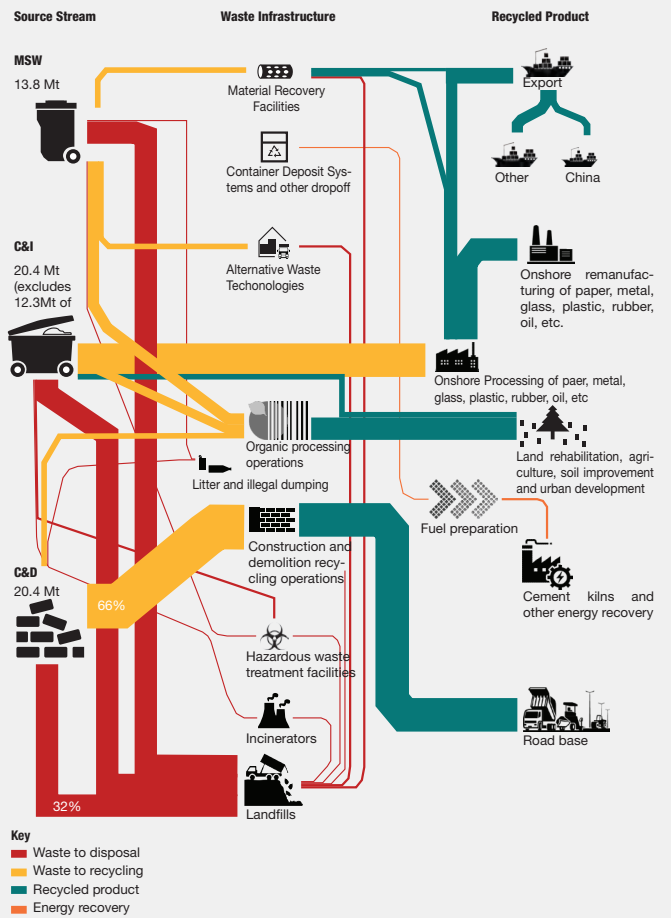 Source Stream
Waste Infrastructure
Recycled Product
MSW
13.8 Mt
Material Recovery
Facilities
Export
Container Deposit Sys-
tems and other dropoff
Other
China
C&I
20.4 Mt
(excludes
12.3Mt of
Alternative Waste
Techonologies
Onshore remanufac-
turing of paper, metal,
glass, plastic, rubber,
oil, etc.
Onshore Processing of paer, metal,
glass, plastic, rubber, oil, etc
Organic processing
operations
Land rehabilitation, agri-
culture, soil improvement
and urban development
Litter and illegal dumping
Fuel preparation
Construction and
demolition recy-
cling operations
C&D
20.4 Mt
66%
Cement kilns and
other energy recovery
Hazardous waste
treatment facilities
Incinerators
Road base
32%
Landfills
Key
Waste to disposal
Waste to recycling
Recycled product
Energy recovery